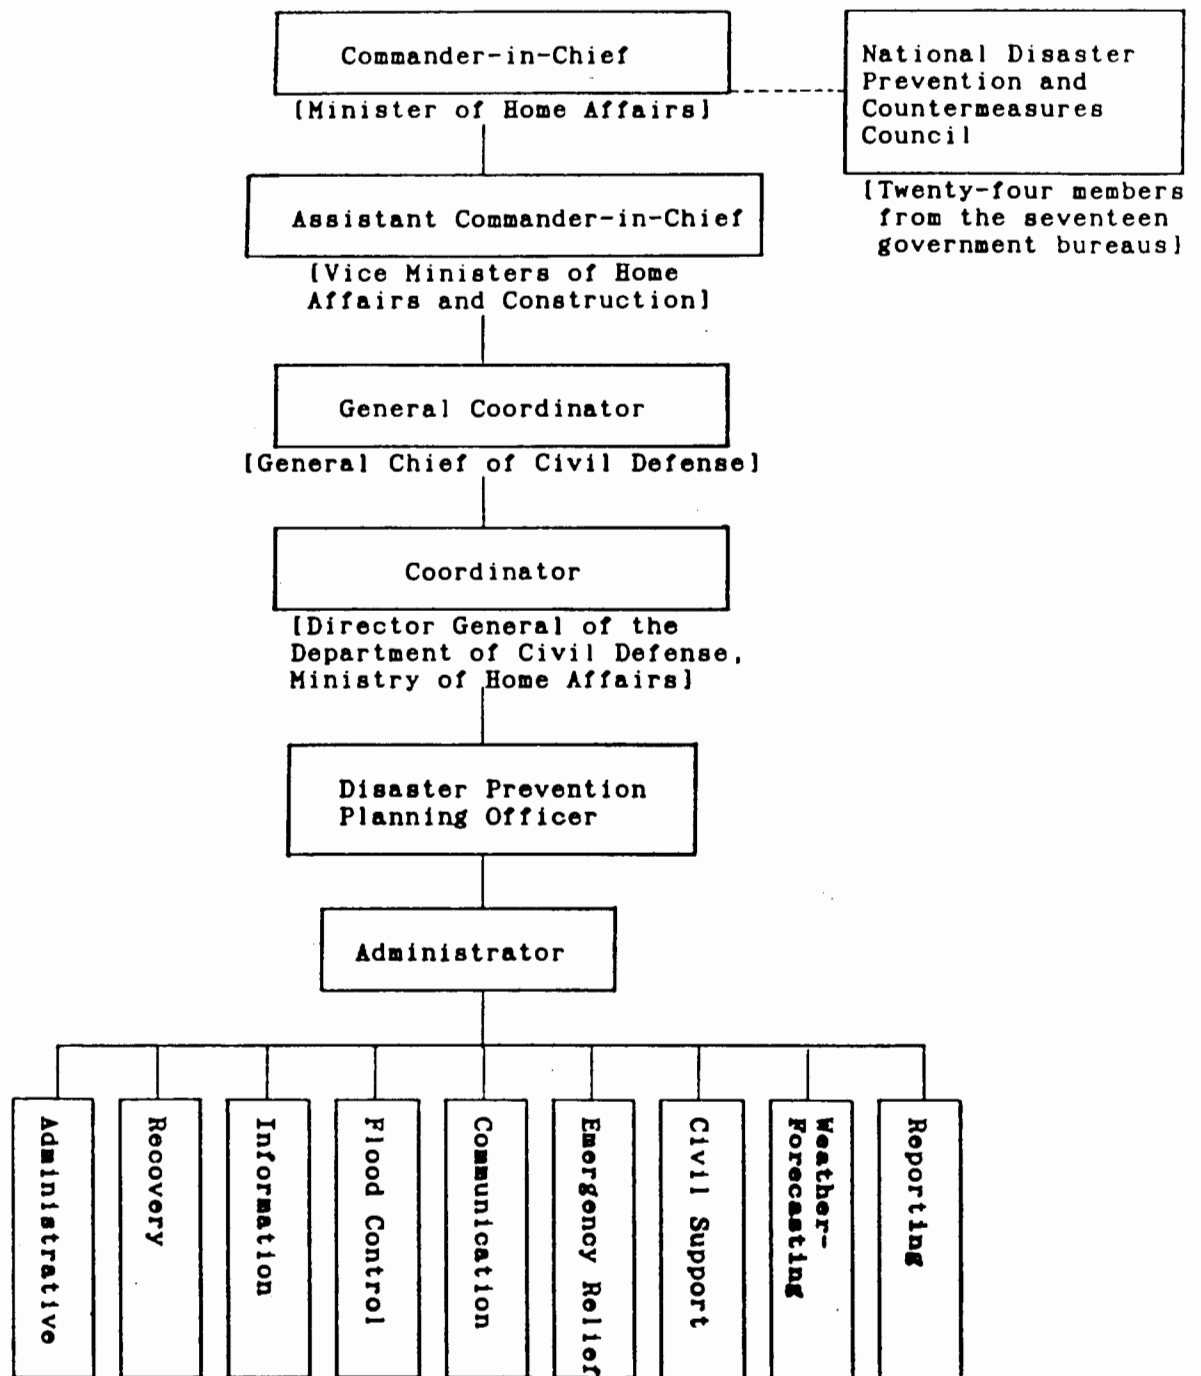 Commander-in-Chief
[Minister of Home Affairs]
National Disaster
Prevention and
Countermeasures
Council
[Twenty-four members
from the seventeen
government bureaus]
Assistant Commander-in-Chief
[Vice Ministers of Home
Affairs and Construction]
General Coordinator
[General Chief of Civil Defense]
Coordinator
[Director General of the
Department of Civil Defense,
Ministry of Home Affairs]
Disaster Prevention
Planning Officer
Administrator
Administrative
Recovery
Information
Flood Control
Communication
Emergency Relief
Civil Support
Weather-
Forecasting
Reporting